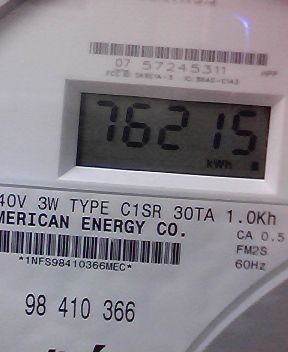 07 57245311
76215
kWh
40V 3W TYPE C1SR 30TA 1.0Kh
MERICAN ENERGY CO.
CA 0.5
FM2S
*1NFS98410366MEC*
60Hz
98 410 366